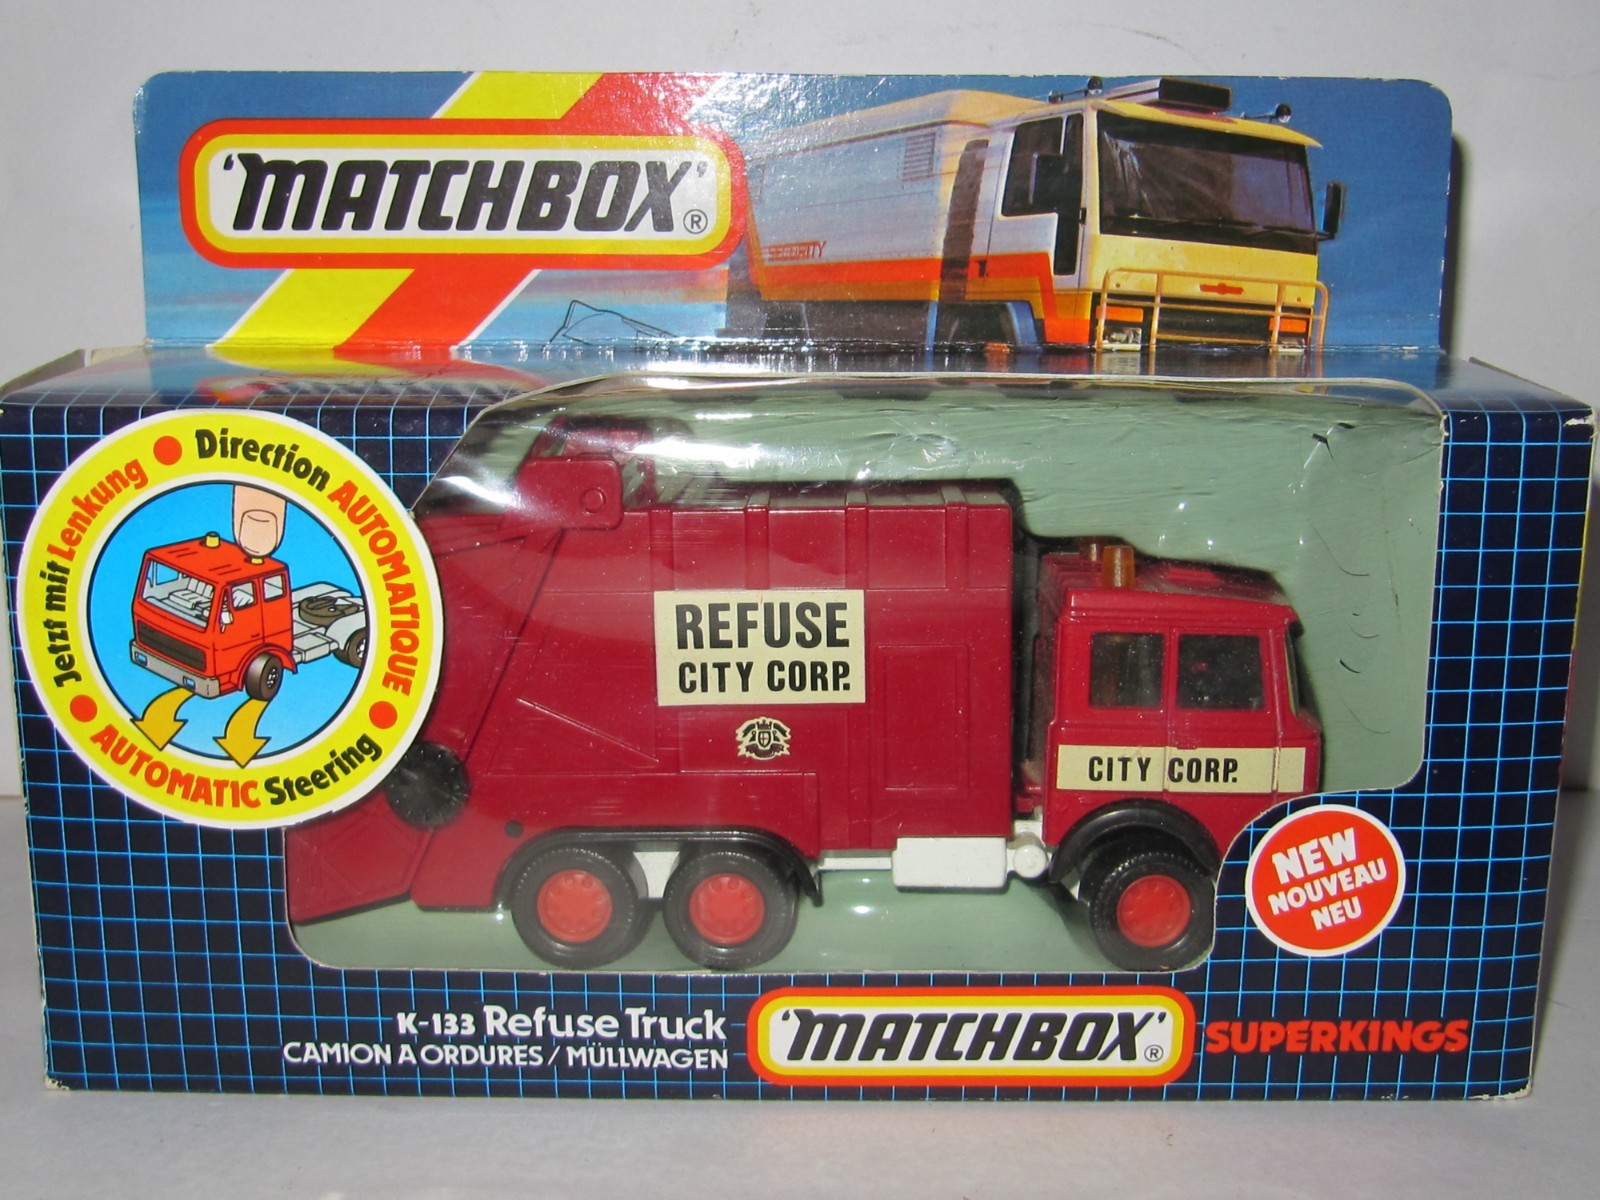 'MATCHBOX'®
SECURITY
Jetzt mit Lenkung
Direction AUTOMATIQUE
AUTOMATIC Steering
REFUSE
CITY CORP.
CITY CORP.
NEW
NOUVEAU
NEU
K-133 Refuse Truck
CAMION A ORDURES / MÜLLWAGEN
'MATCHBOX'®
SUPERKINGS